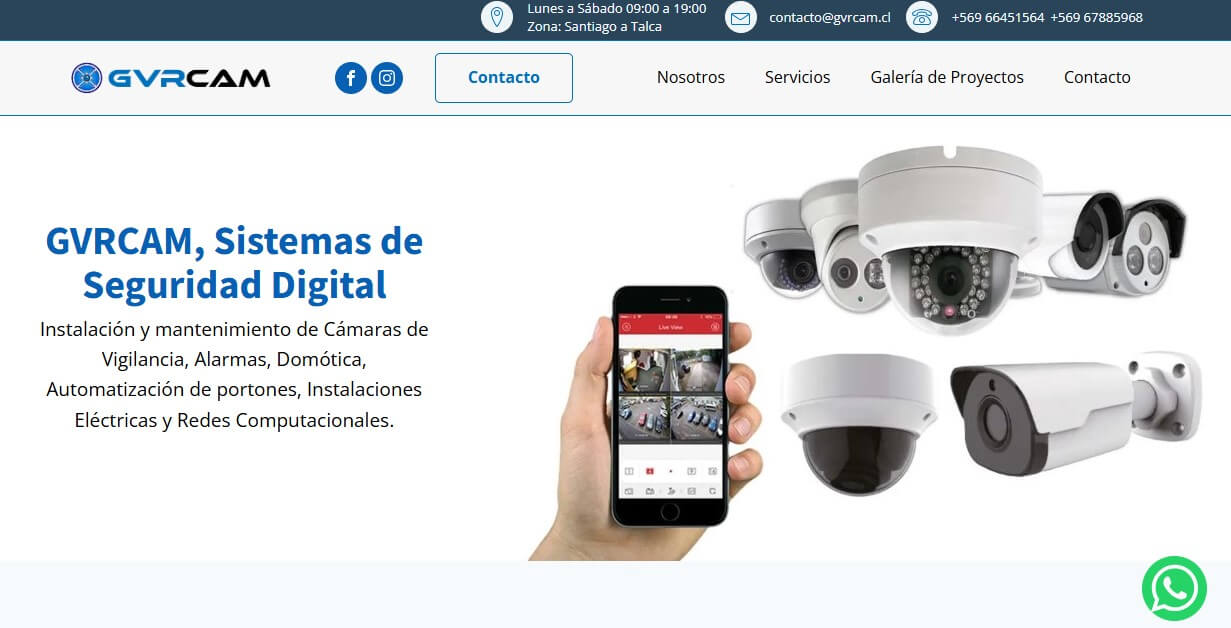 Lunes a Sábado 09:00 a 19:00
Zona: Santiago a Talca
contacto@gvrcam.cl
+569 66451564 +569 67885968
GVRCAM
Contacto
Nosotros
Servicios
Galería de Proyectos
Contacto
GVRCAM, Sistemas de
Seguridad Digital
Instalación y mantenimiento de Cámaras de
Vigilancia, Alarmas, Domótica,
Automatización de portones, Instalaciones
Eléctricas y Redes Computacionales.
Live View